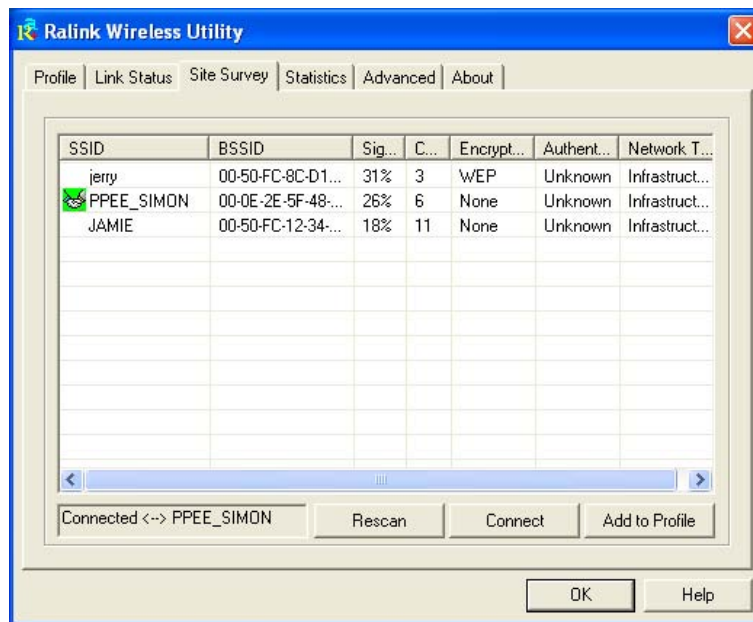 Ralink Wireless Utility
Profile Link Status Site Survey Statistics Advanced About
SSID BSSID Sig... C... Encrypt... Authent... Network T...
jerry 00-50-FC-8C-D1... 31% 3 WEP Unknown Infrastruct...
PPEE_SIMON 00-0E-2E-5F-48-... 26% 6 None Unknown Infrastruct...
JAMIE 00-50-FC-12-34-... 18% 11 None Unknown Infrastruct...
Connected <--> PPEE_SIMON Rescan Connect Add to Profile
OK Help